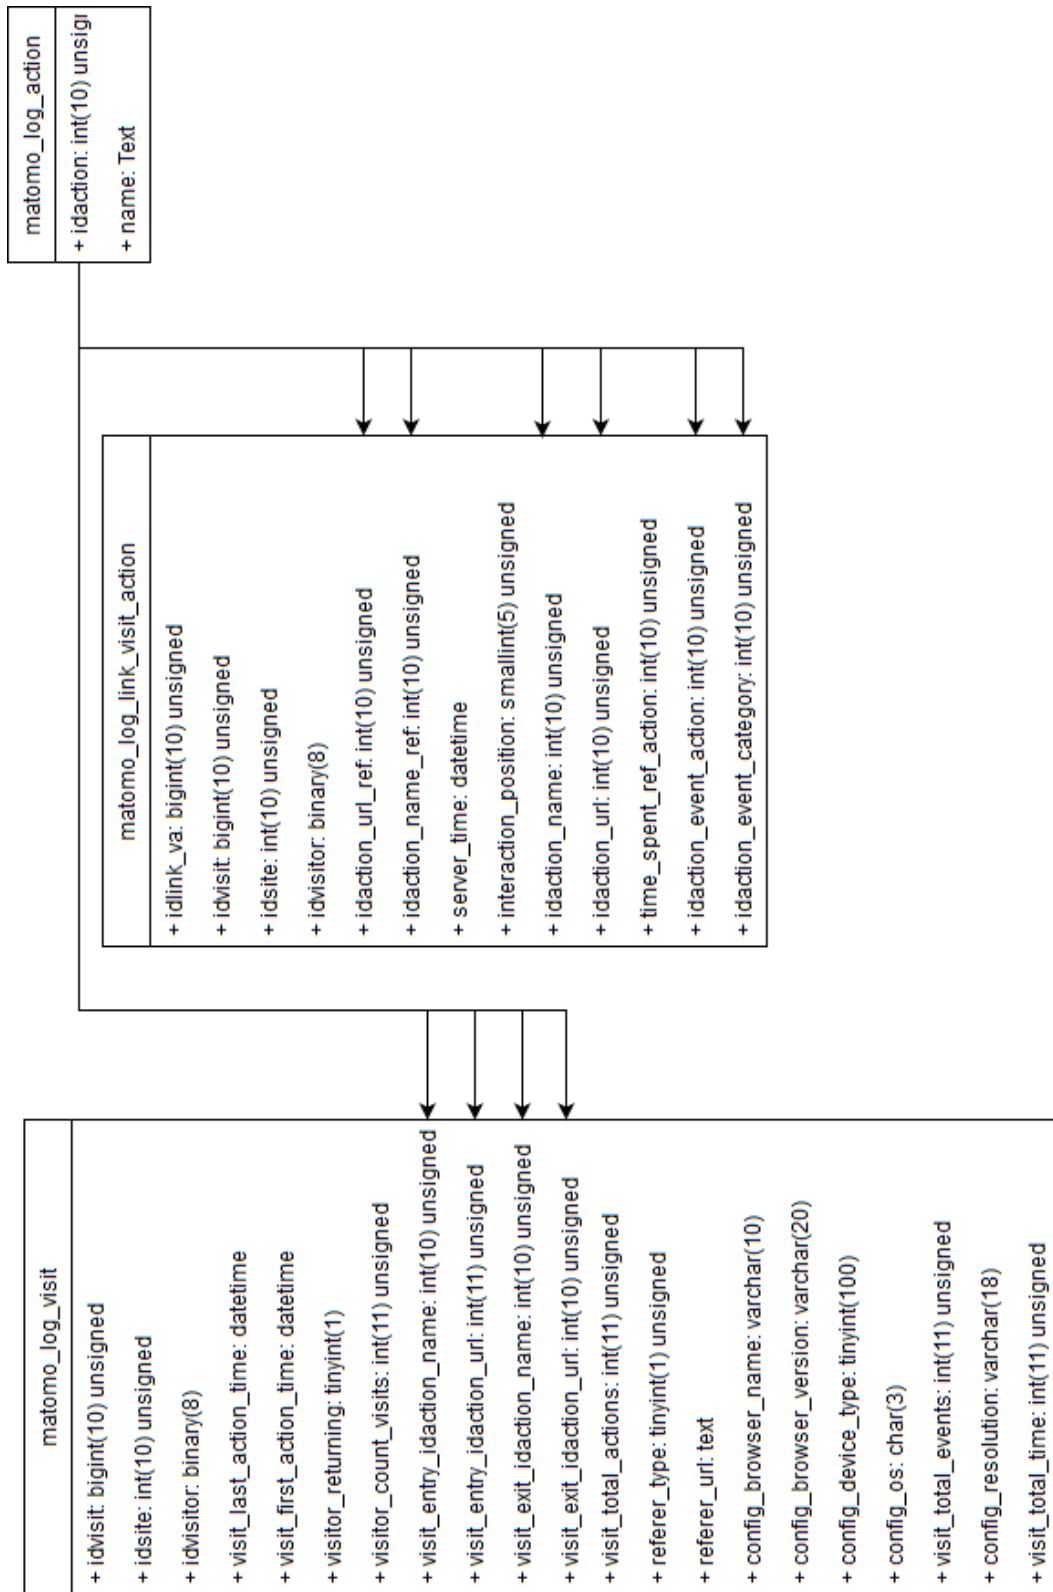 matomo_log_visit
+ idvisit: bigint(10) unsigned
+ idsite: int(10) unsigned
+ idvisitor: binary(8)
+ visit_last_action_time: datetime
+ visit_first_action_time: datetime
+ visitor_returning: tinyint(1)
+ visitor_count_visits: int(11) unsigned
+ visit_entry_idaction_name: int(10) unsigned
+ visit_entry_idaction_url: int(11) unsigned
+ visit_exit_idaction_name: int(10) unsigned
+ visit_exit_idaction_url: int(10) unsigned
+ visit_total_actions: int(11) unsigned
+ referer_type: tinyint(1) unsigned
+ referer_url: text
+ config_browser_name: varchar(10)
+ config_browser_version: varchar(20)
+ config_device_type: tinyint(100)
+ config_os: char(3)
+ visit_total_events: int(11) unsigned
+ config_resolution: varchar(18)
+ visit_total_time: int(11) unsigned
matomo_log_link_visit_action
+ idlink_va: bigint(10) unsigned
+ idvisit: bigint(10) unsigned
+ idsite: int(10) unsigned
+ idvisitor: binary(8)
+ idaction_url_ref: int(10) unsigned
+ idaction_name_ref: int(10) unsigned
+ server_time: datetime
+ interaction_position: smallint(5) unsigned
+ idaction_name: int(10) unsigned
+ idaction_url: int(10) unsigned
+ time_spent_ref_action: int(10) unsigned
+ idaction_event_action: int(10) unsigned
+ idaction_event_category: int(10) unsigned
matomo_log_action
+ idaction: int(10) unsig
+ name: Text